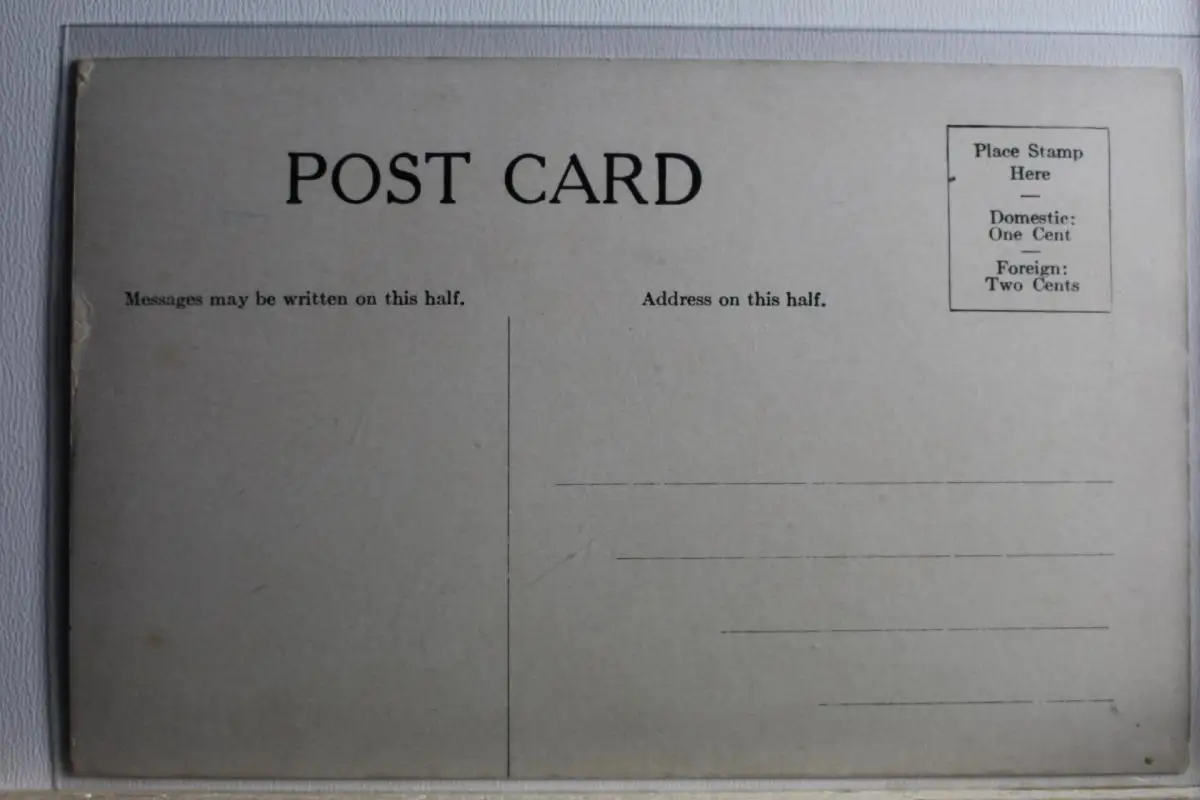 POST CARD
Place Stamp
Here
Domestic:
One Cent
Foreign:
Two Cents
Messages may be written on this half.
Address on this half.